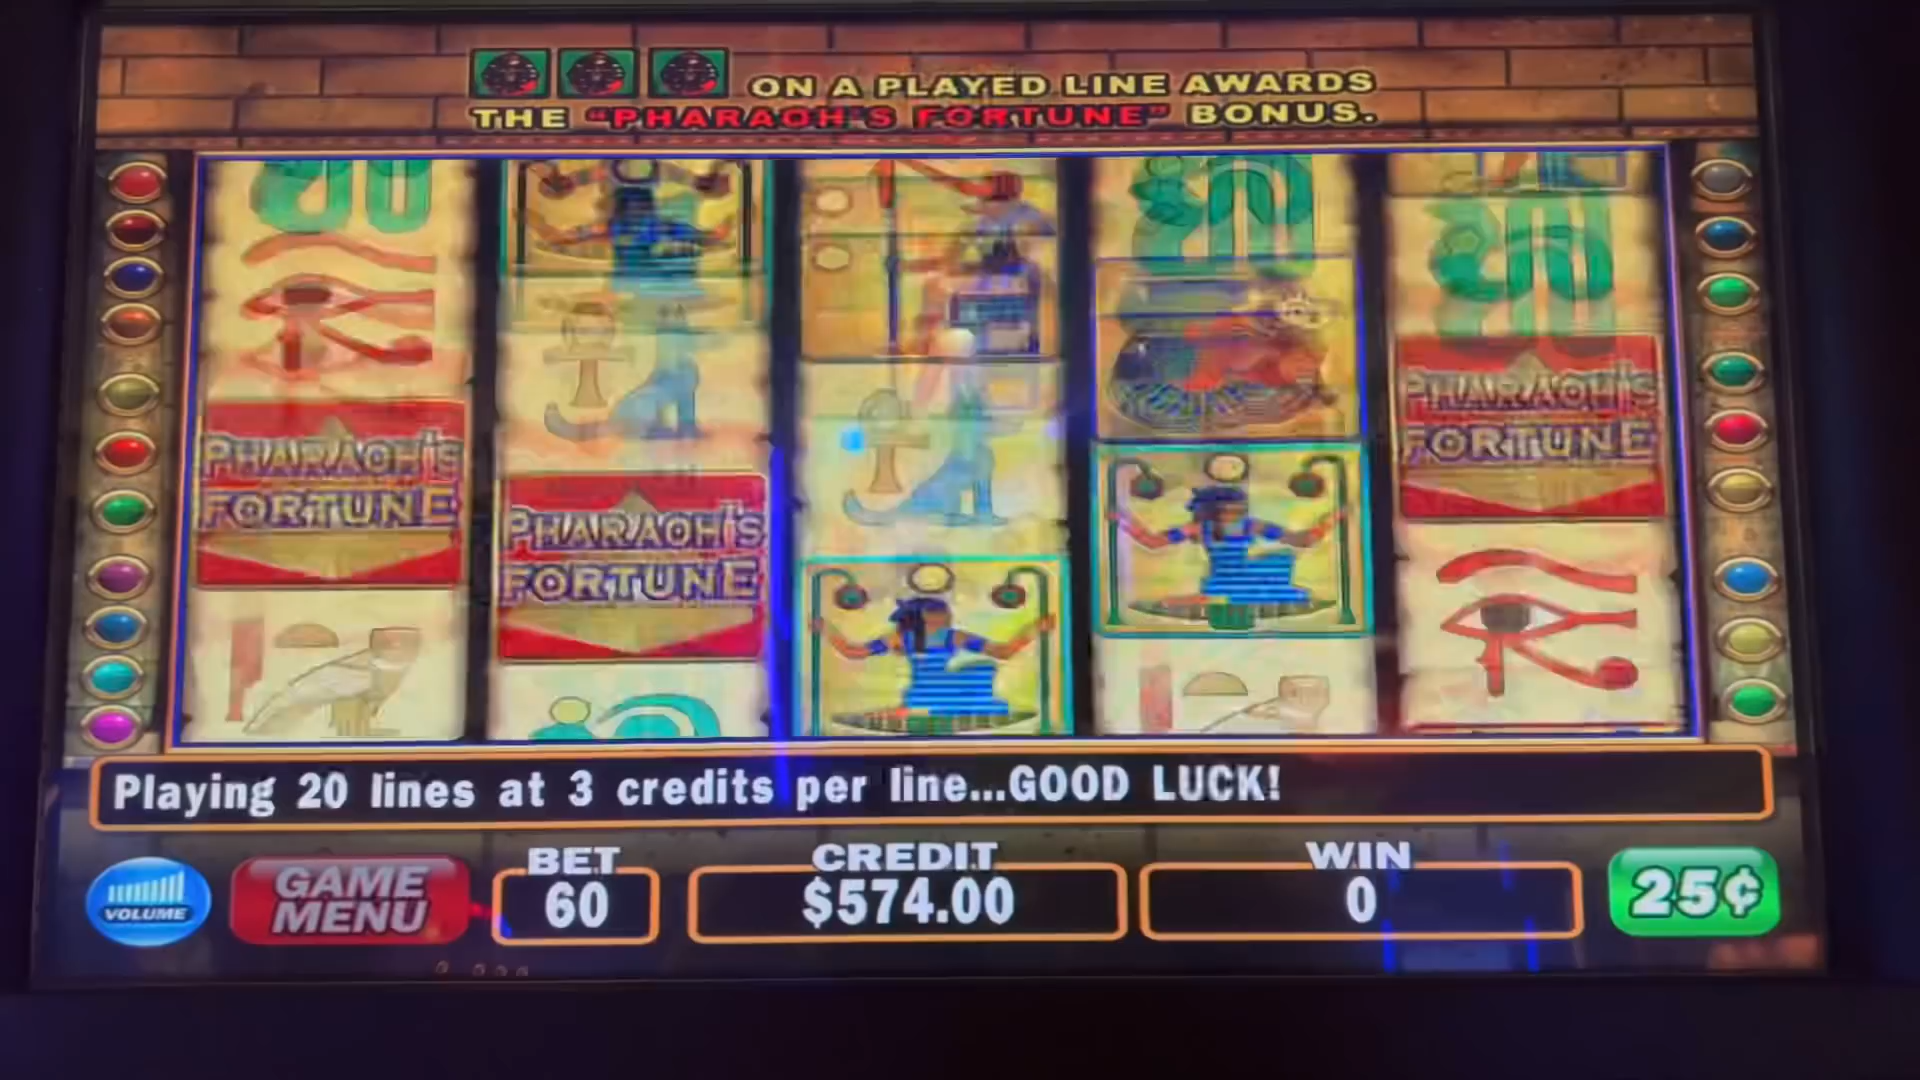 ON A PLAYED LINE AWARDS
THE "PHARAOH'S FORTUNE" BONUS.
PHARAOH'S
FORTUNE
PHARAOH'S
FORTUNE
PHARAOH'S
FORTUNE
Playing 20 lines at 3 credits per line...GOOD LUCK!
VOLUME
GAME
MENU
BET
60
CREDIT
$574.00
WIN
0
25¢